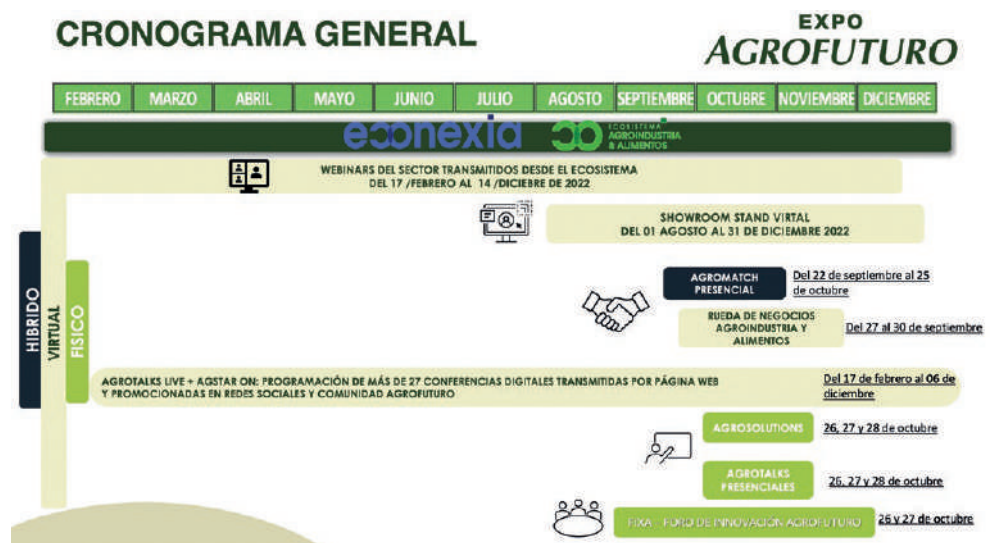 CRONOGRAMA GENERAL
EXPO
AGROFUTURO
FEBRERO MARZO ABRIL MAYO JUNIO JULIO AGOSTO SEPTIEMBRE OCTUBRE NOVIEMBRE DICIEMBRE
econexia
ECOSISTEMA
AGROINDUSTRIA
& ALIMENTOS
WEBINARS DEL SECTOR TRANSMITIDOS DESDE EL ECOSISTEMA
DEL 17 /FEBRERO AL 14 /DICIEBRE DE 2022
SHOWROOM STAND VIRTAL
DEL 01 AGOSTO AL 31 DE DICIEMBRE 2022
HIBRIDO
VIRTUAL
FISICO
AGROMATCH
PRESENCIAL
Del 22 de septiembre al 25
de octubre
RUEDA DE NEGOCIOS
AGROINDUSTRIA Y
ALIMENTOS
Del 27 al 30 de septiembre
AGROTALKS LIVE + AGSTAR ON: PROGRAMACIÓN DE MÁS DE 27 CONFERENCIAS DIGITALES TRANSMITIDAS POR PÁGINA WEB
Y PROMOCIONADAS EN REDES SOCIALES Y COMUNIDAD AGROFUTURO
Del 17 de febrero al 06 de
diciembre
AGROSOLUTIONS
26, 27 y 28 de octubre
AGROTALKS
PRESENCIALES
26, 27 y 28 de octubre
FIXA FORO DE INNOVACIÓN AGROFUTURO
26 y 27 de octubre